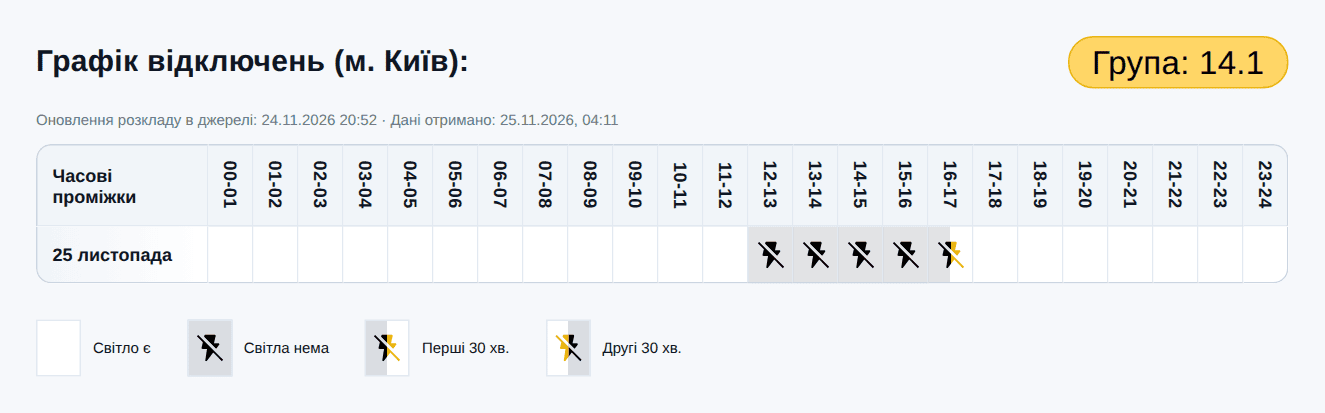 Графік відключень (м. Київ):
Група: 14.1
Оновлення розкладу в джерелі: 24.11.2026 20:52 · Дані отримано: 25.11.2026, 04:11
Часові
проміжки
00-01
01-02
02-03
03-04
04-05
05-06
06-07
07-08
08-09
09-10
10-11
11-12
12-13
13-14
14-15
15-16
16-17
17-18
18-19
19-20
20-21
21-22
22-23
23-24
25 листопада
Світло є
Світла нема
Перші 30 хв.
Другі 30 хв.